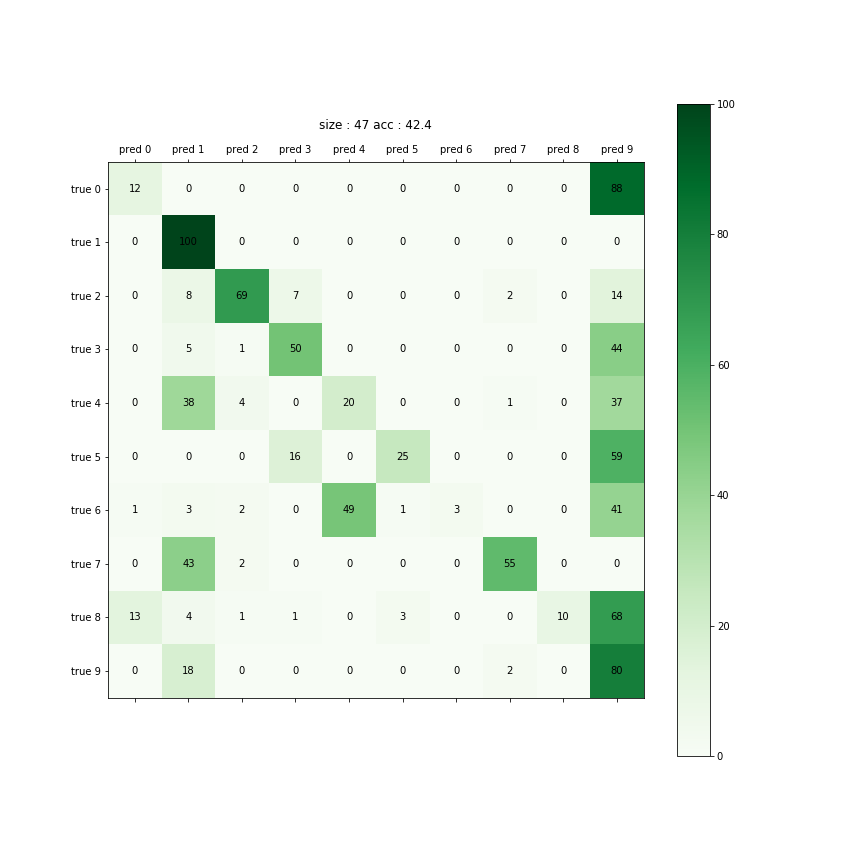 size : 47 acc : 42.4
pred 0 pred 1 pred 2 pred 3 pred 4 pred 5 pred 6 pred 7 pred 8 pred 9
true 0 12 0 0 0 0 0 0 0 0 88
true 1 0 100 0 0 0 0 0 0 0 0
true 2 0 8 69 7 0 0 0 2 0 14
true 3 0 5 1 50 0 0 0 0 0 44
true 4 0 38 4 0 20 0 0 1 0 37
true 5 0 0 0 16 0 25 0 0 0 59
true 6 1 3 2 0 49 1 3 0 0 41
true 7 0 43 2 0 0 0 0 55 0 0
true 8 13 4 1 1 0 3 0 0 10 68
true 9 0 18 0 0 0 0 0 2 0 80
100
80
60
40
20
0